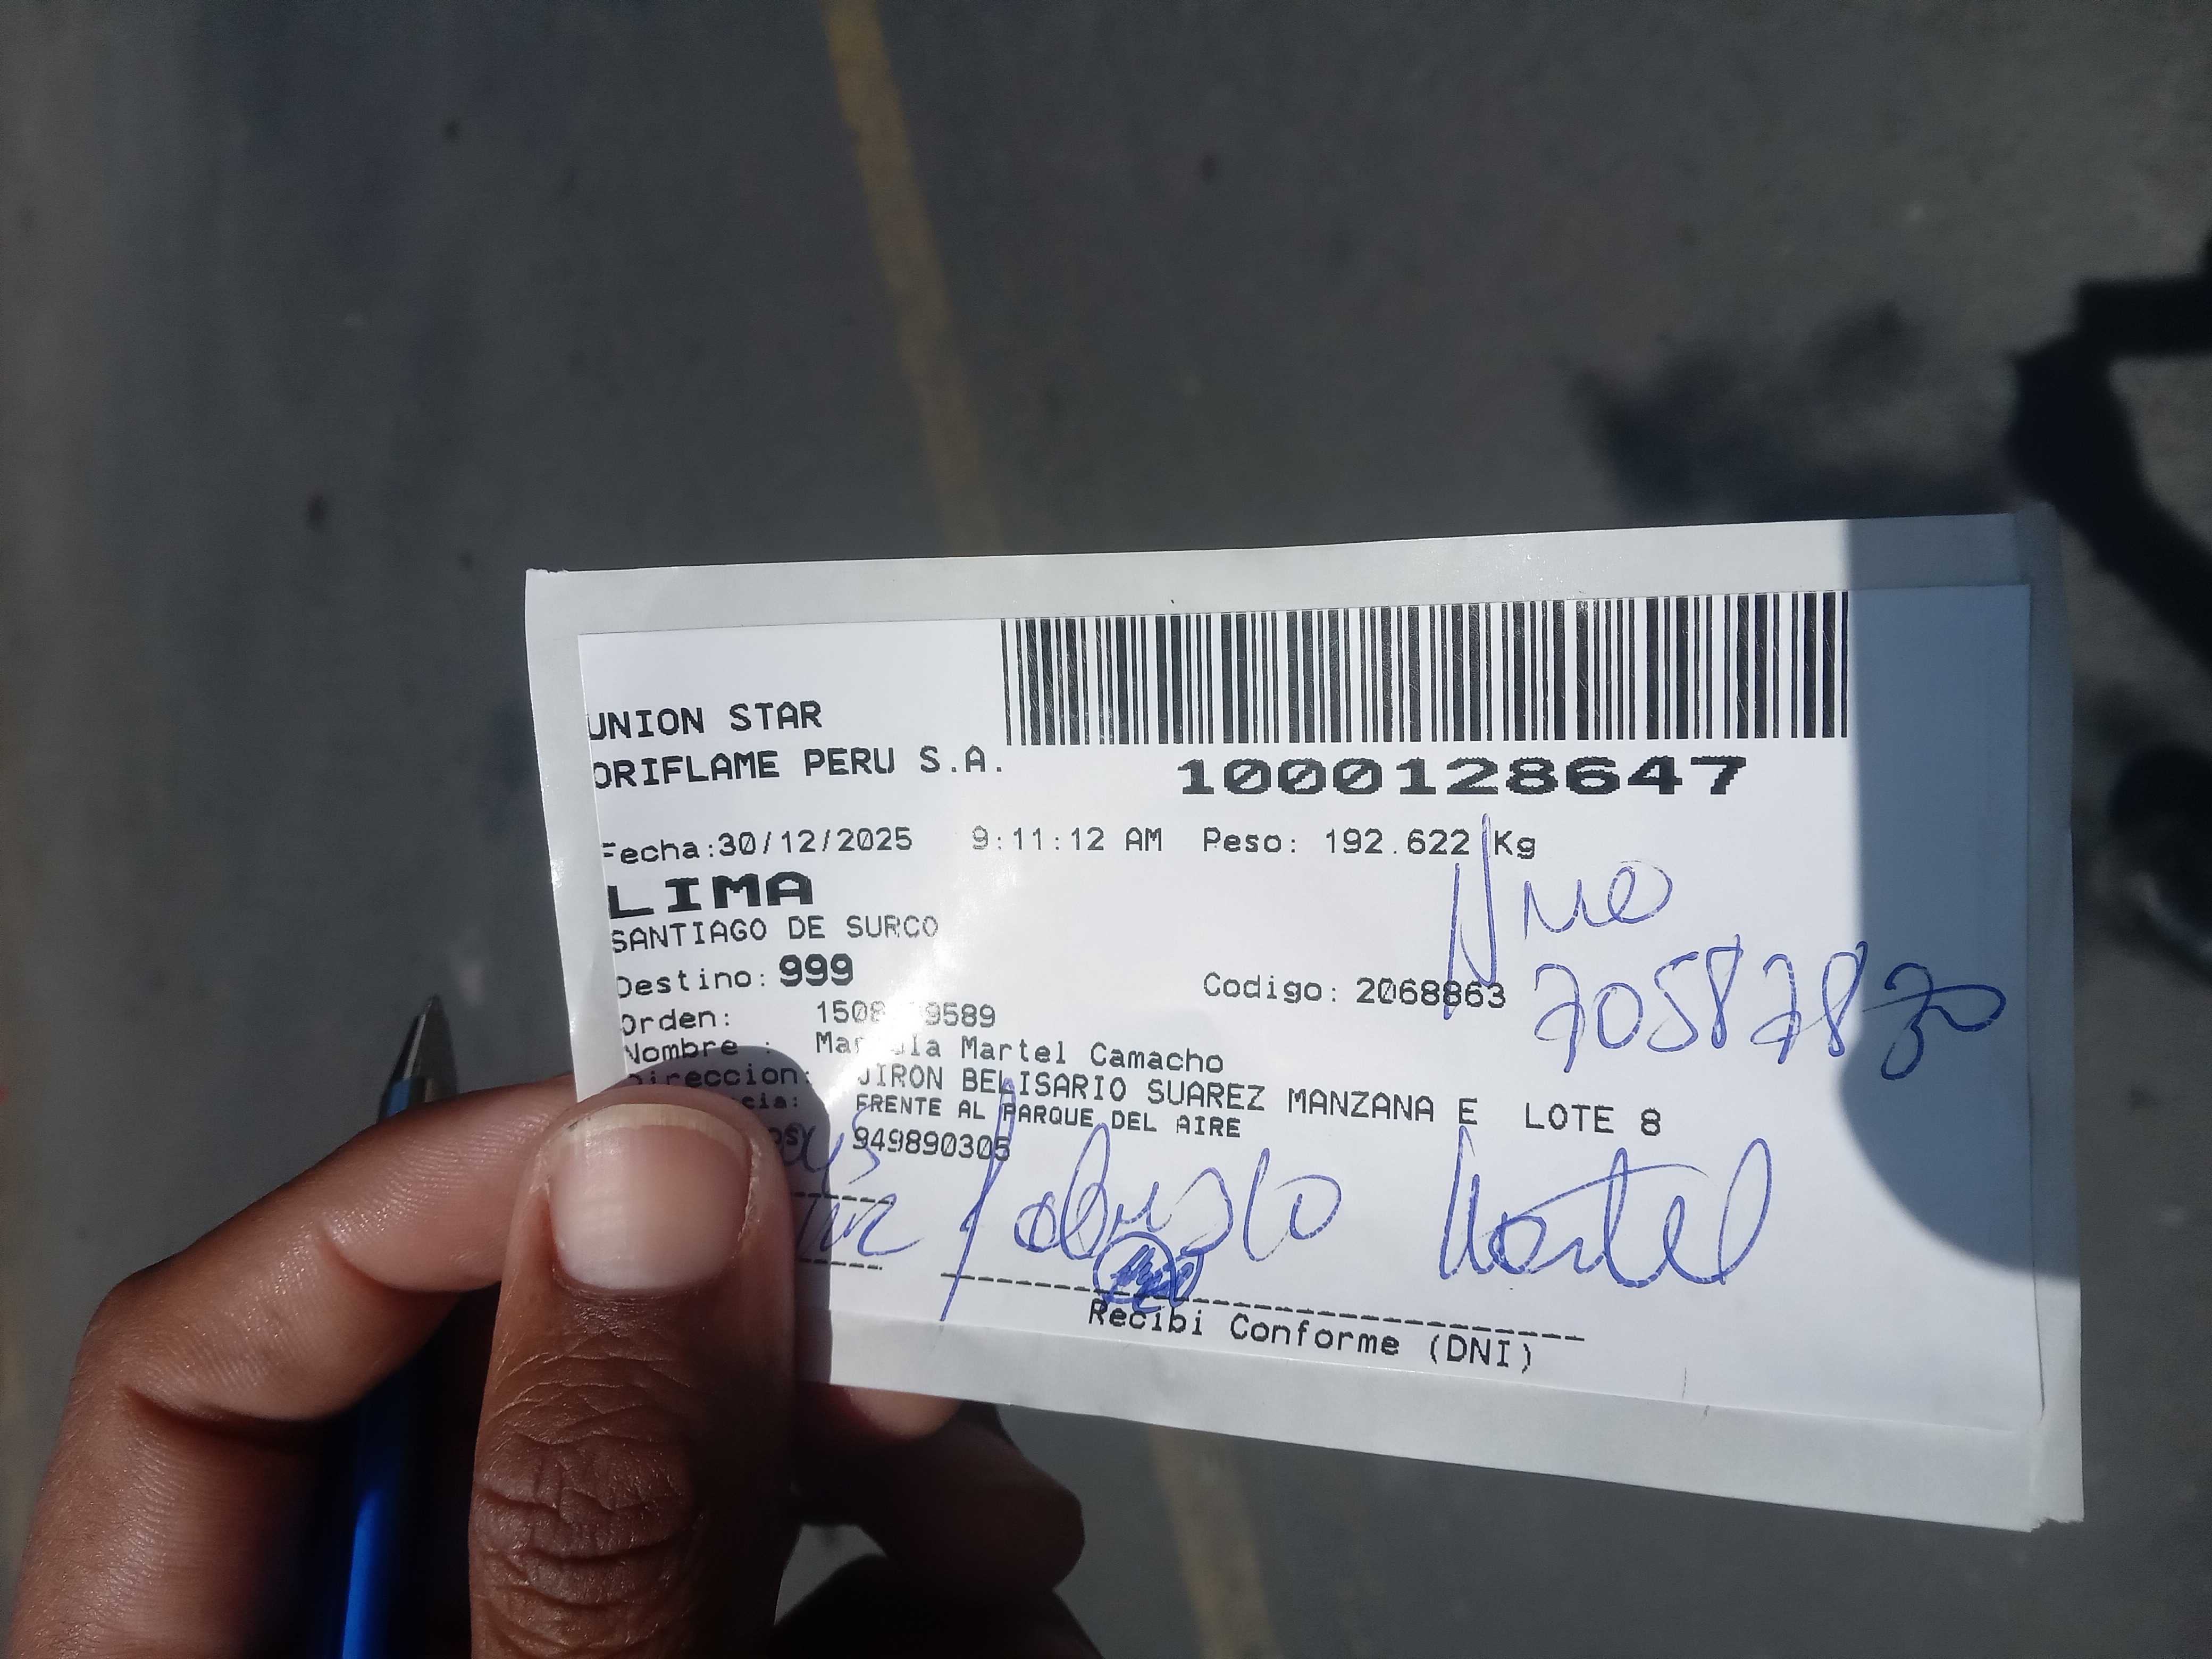 UNION STAR
ORIFLAME PERU S.A.
1000128647
Fecha:30/12/2025 9:11:12 AM Peso: 192.622 Kg
LIMA
SANTIAGO DE SURCO
Destino: 999
Codigo: 2068863
Orden:
Nombre : Martel Camacho
Direccion: JIRON BELISARIO SUAREZ MANZANA E LOTE 8
FRENTE AL PARQUE DEL AIRE
949890305
Martel
Recibi Conforme (DNI)